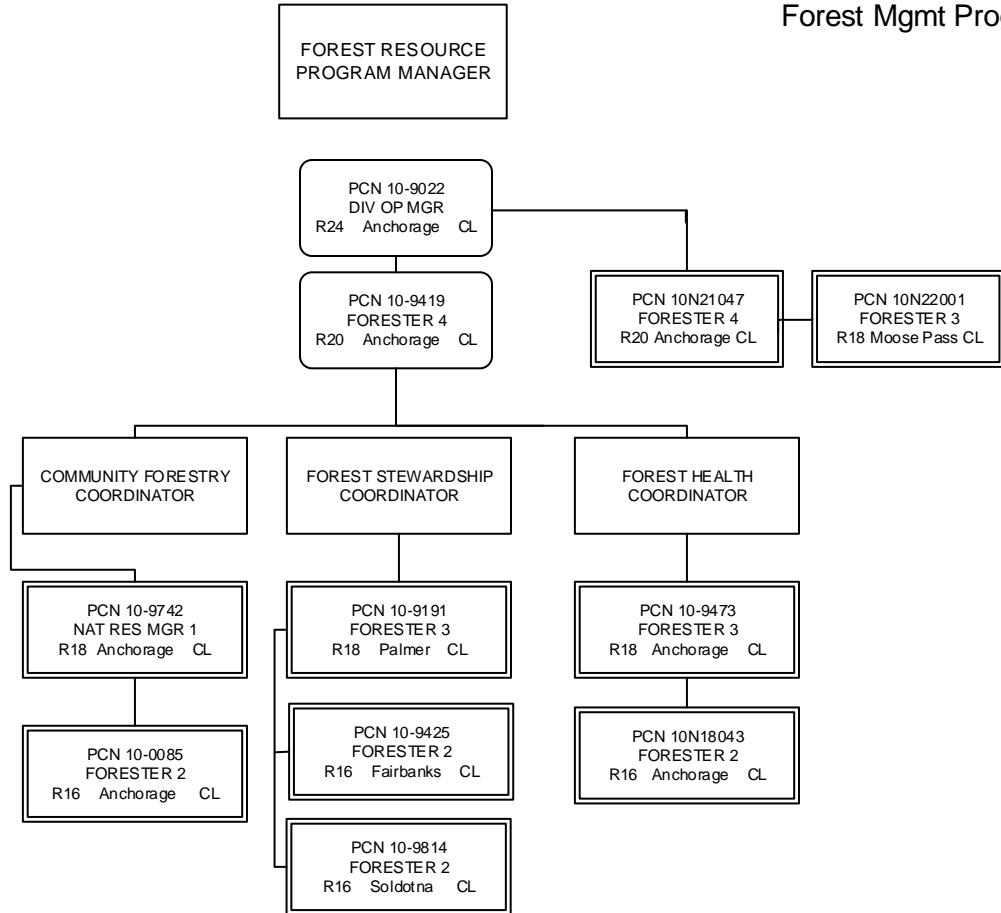 Forest Mgmt Pro
FOREST RESOURCE
PROGRAM MANAGER
PCN 10-9022
DIV OP MGR
R24 Anchorage CL
PCN 10-9419
FORESTER 4
R20 Anchorage CL
PCN 10N21047
FORESTER 4
R20 Anchorage CL
PCN 10N22001
FORESTER 3
R18 Moose Pass CL
COMMUNITY FORESTRY
COORDINATOR
FOREST STEWARDSHIP
COORDINATOR
FOREST HEALTH
COORDINATOR
PCN 10-9742
NAT RES MGR 1
R18 Anchorage CL
PCN 10-9191
FORESTER 3
R18 Palmer CL
PCN 10-9473
FORESTER 3
R18 Anchorage CL
PCN 10-0085
FORESTER 2
R16 Anchorage CL
PCN 10-9425
FORESTER 2
R16 Fairbanks CL
PCN 10N18043
FORESTER 2
R16 Anchorage CL
PCN 10-9814
FORESTER 2
R16 Soldotna CL